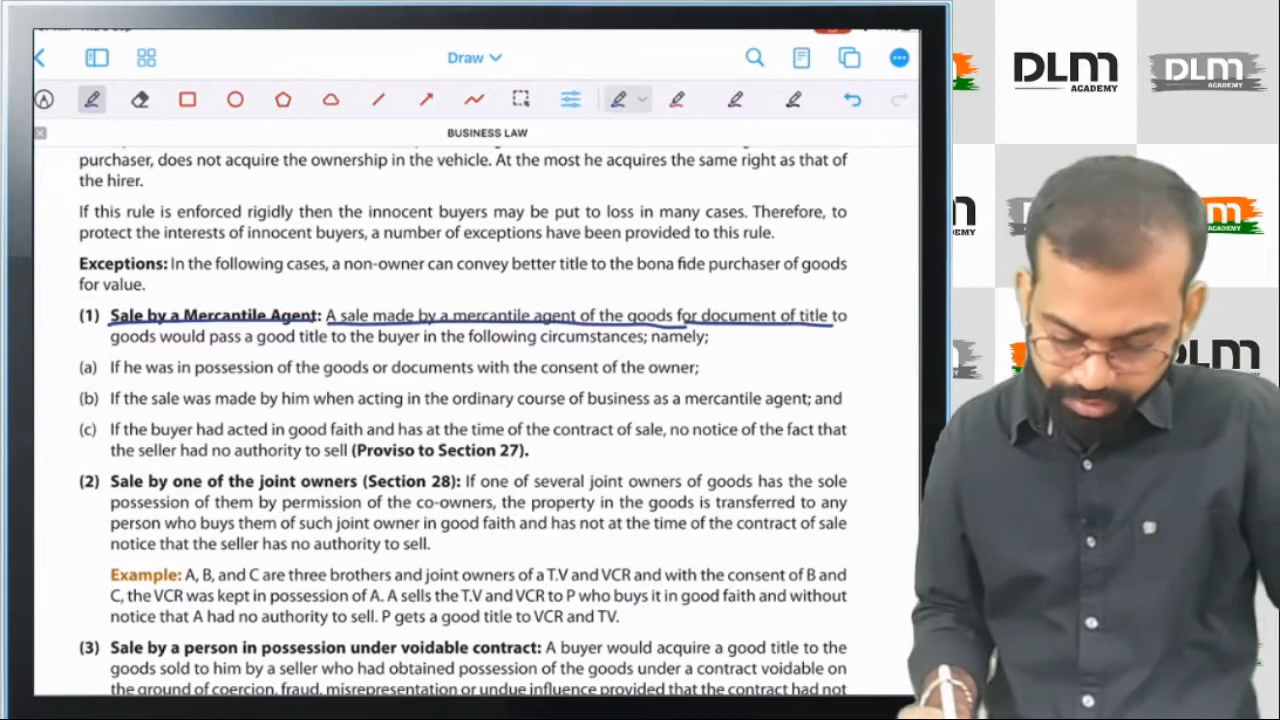 Draw
DLM
ACADEMY
DLM
ACADEMY
BUSINESS LAW
purchaser, does not acquire the ownership in the vehicle. At the most he acquires the same right as that of
the hirer.
If this rule is enforced rigidly then the innocent buyers may be put to loss in many cases. Therefore, to
protect the interests of innocent buyers, a number of exceptions have been provided to this rule.
Exceptions: In the following cases, a non-owner can convey better title to the bona fide purchaser of goods
for value.
(1) Sale by a Mercantile Agent: A sale made by a mercantile agent of the goods for document of title to
goods would pass a good title to the buyer in the following circumstances; namely;
(a) If he was in possession of the goods or documents with the consent of the owner;
(b) If the sale was made by him when acting in the ordinary course of business as a mercantile agent; and
(c) If the buyer had acted in good faith and has at the time of the contract of sale, no notice of the fact that
the seller had no authority to sell (Proviso to Section 27).
(2) Sale by one of the joint owners (Section 28): If one of several joint owners of goods has the sole
possession of them by permission of the co-owners, the property in the goods is transferred to any
person who buys them of such joint owner in good faith and has not at the time of the contract of sale
notice that the seller has no authority to sell.
Example: A, B, and C are three brothers and joint owners of a T.V and VCR and with the consent of B and
C, the VCR was kept in possession of A. A sells the T.V and VCR to P who buys it in good faith and without
notice that A had no authority to sell. P gets a good title to VCR and TV.
(3) Sale by a person in possession under voidable contract: A buyer would acquire a good title to the
goods sold to him by a seller who had obtained possession of the goods under a contract voidable on
the ground of coercion, fraud, misrepresentation or undue influence provided that the contract had not